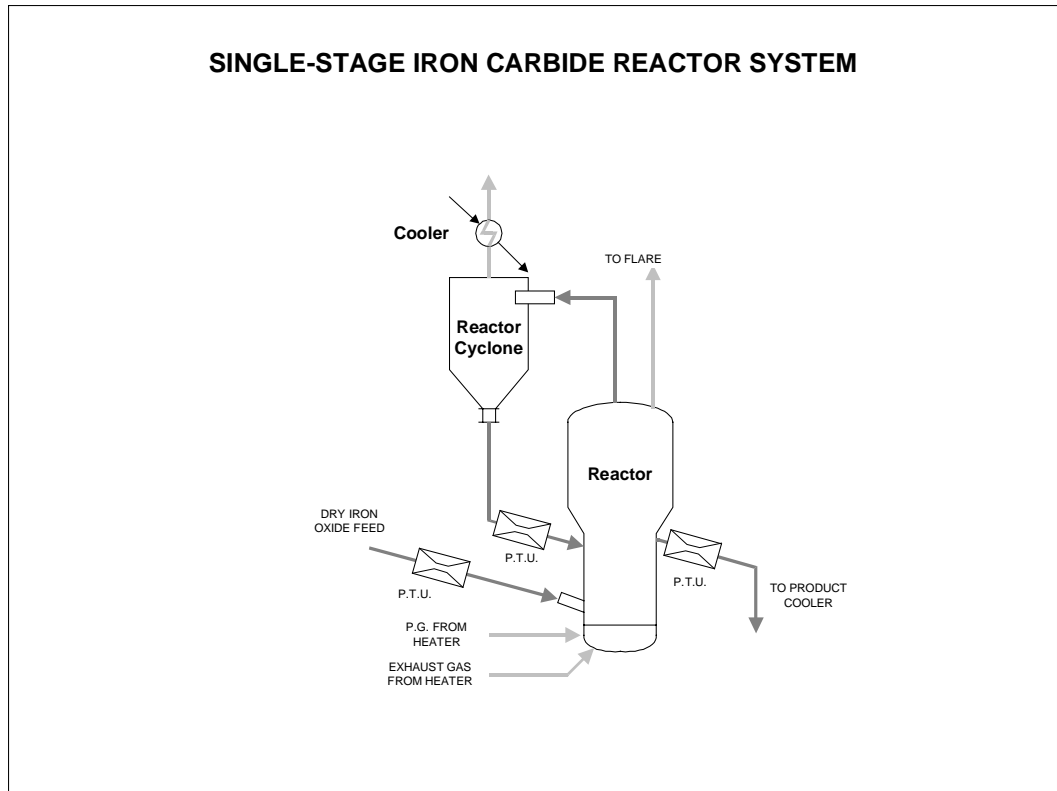 SINGLE-STAGE IRON CARBIDE REACTOR SYSTEM
Cooler
TO FLARE
Reactor
Cyclone
Reactor
DRY IRON
OXIDE FEED
P.T.U.
P.T.U.
P.T.U.
TO PRODUCT
COOLER
P.G. FROM
HEATER
EXHAUST GAS
FROM HEATER